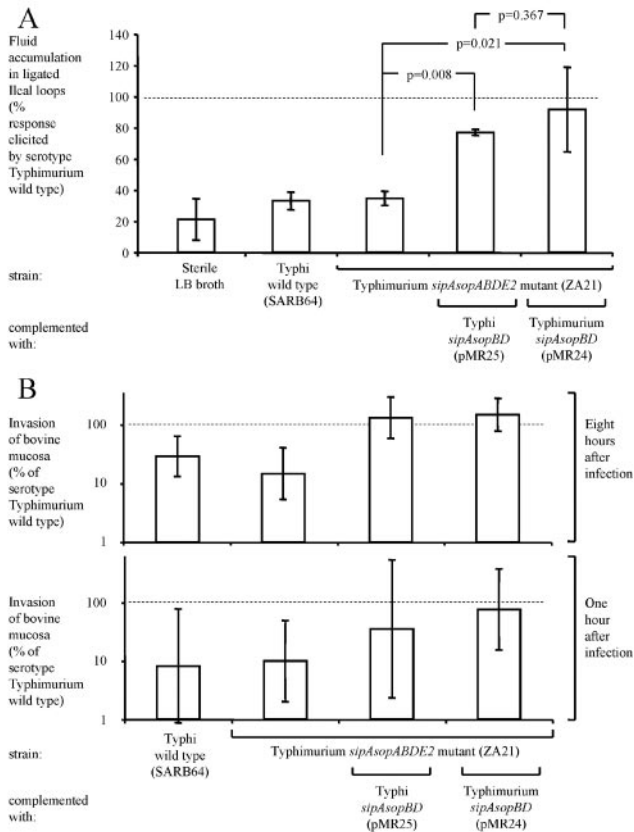 A
Fluid
accumulation
in ligated
Ileal loops
(%
response
elicited
by serotype
Typhimurium
wild type)
140
120
100
80
60
40
20
0
p=0.367
p=0.021
p=0.008
strain:
Sterile
LB broth
Typhi
wild type
(SARB64)
Typhimurium sipAsopABDE2 mutant (ZA21)
complemented
with:
Typhi
sipAsopBD
(pMR25)
Typhimurium
sipAsopBD
(pMR24)
B
Invasion
of bovine
mucosa
(% of
serotype
Typhimurium
wild type)
100
10
1
Eight
hours
after
infection
Invasion
of bovine
mucosa
(% of
serotype
Typhimurium
wild type)
100
10
1
One
hour
after
infection
strain:
Typhi
wild type
(SARB64)
Typhimurium sipAsopABDE2 mutant (ZA21)
complemented
with:
Typhi
sipAsopBD
(pMR25)
Typhimurium
sipAsopBD
(pMR24)